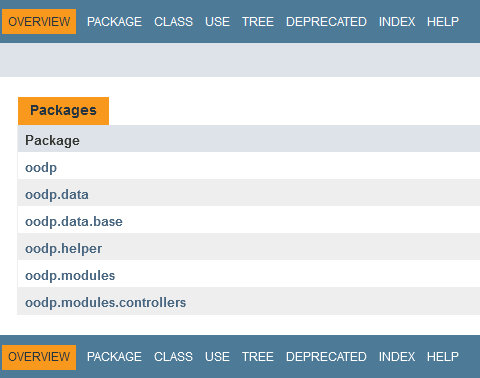 OVERVIEW PACKAGE CLASS USE TREE DEPRECATED INDEX HELP
Packages
Package
oodp
oodp.data
oodp.data.base
oodp.helper
oodp.modules
oodp.modules.controllers
OVERVIEW PACKAGE CLASS USE TREE DEPRECATED INDEX HELP